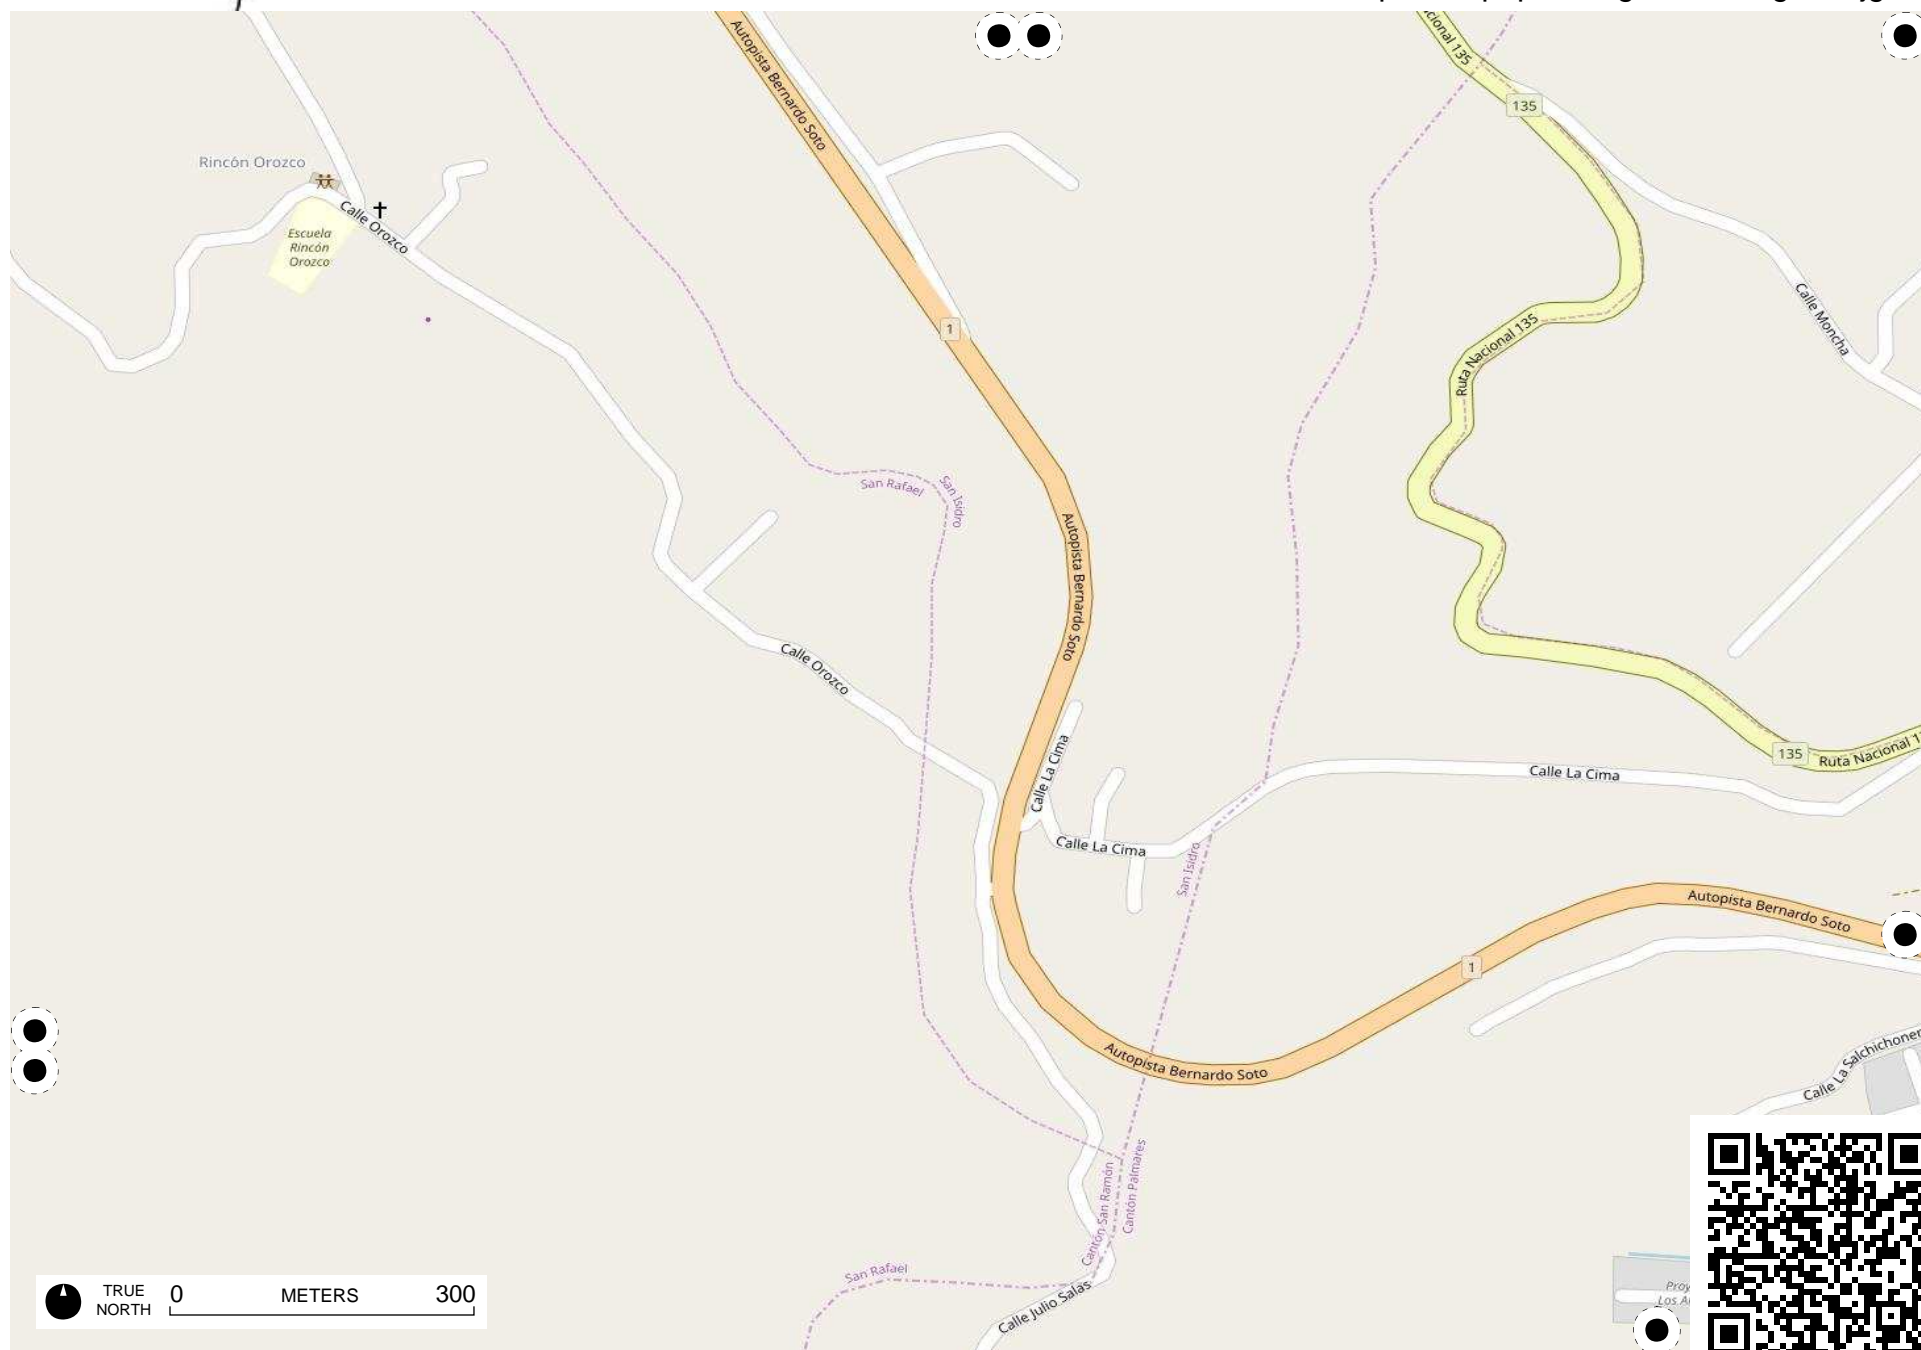 Autopista Bernardo Soto
135
Rincón Orozco
Calle Orozco
Escuela
Rincón
Orozco
1
Ruta Nacional 135
Calle Moncha
San Rafael
San Isidro
Autopista Bernardo Soto
Calle Orozco
Calle La Cima
135
Calle La Cima
Calle La Cima
San Isidro
Autopista Bernardo Soto
1
Autopista Bernardo Soto
Cantón San Ramón
Cantón Palmares
San Rafael
Calle Julio Salas
TRUE
NORTH
0
METERS
300